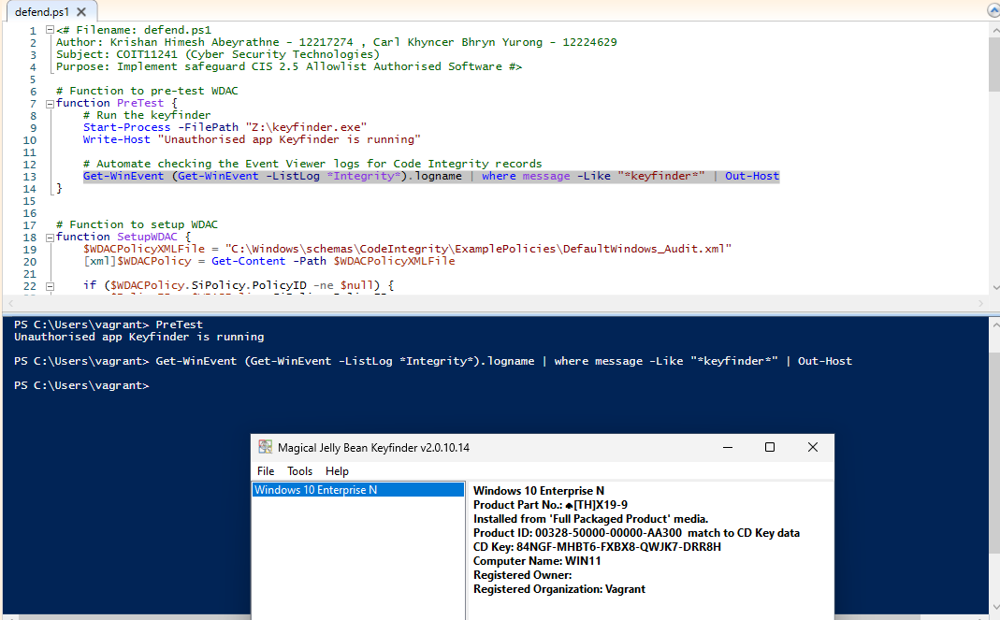 defend.ps1
1 <# Filename: defend.ps1
2 Author: Krishan Himesh Abeyrathne - 12217274 , Carl Khyncer Bhryn Yurong - 12224629
3 Subject: COIT11241 (Cyber Security Technologies)
4 Purpose: Implement safeguard CIS 2.5 Allowlist Authorised Software #>
5
6 # Function to pre-test WDAC
7 function PreTest {
8 # Run the keyfinder
9 Start-Process -FilePath "Z:\keyfinder.exe"
10 Write-Host "Unauthorised app Keyfinder is running"
11
12 # Automate checking the Event Viewer logs for Code Integrity records
13 Get-WinEvent (Get-WinEvent -ListLog *Integrity*).logname | where message -Like "*keyfinder*" | Out-Host
14 }
15
16
17 # Function to setup WDAC
18 function SetupWDAC {
19 $WDACPolicyXMLFile = "C:\Windows\schemas\CodeIntegrity\ExamplePolicies\DefaultWindows_Audit.xml"
20 [xml]$WDACPolicy = Get-Content -Path $WDACPolicyXMLFile
21
22 if ($WDACPolicy.SiPolicy.PolicyID -ne $null) {
PS C:\Users\vagrant> PreTest
Unauthorised app Keyfinder is running
PS C:\Users\vagrant> Get-WinEvent (Get-WinEvent -ListLog *Integrity*).logname | where message -Like "*keyfinder*" | Out-Host
PS C:\Users\vagrant>
Magical Jelly Bean Keyfinder v2.0.10.14
File Tools Help
Windows 10 Enterprise N
Windows 10 Enterprise N
Product Part No.: ♠[TH]X19-9
Installed from 'Full Packaged Product' media.
Product ID: 00328-50000-00000-AA300 match to CD Key data
CD Key: 84NGF-MHBT6-FXBX8-QWJK7-DRR8H
Computer Name: WIN11
Registered Owner:
Registered Organization: Vagrant